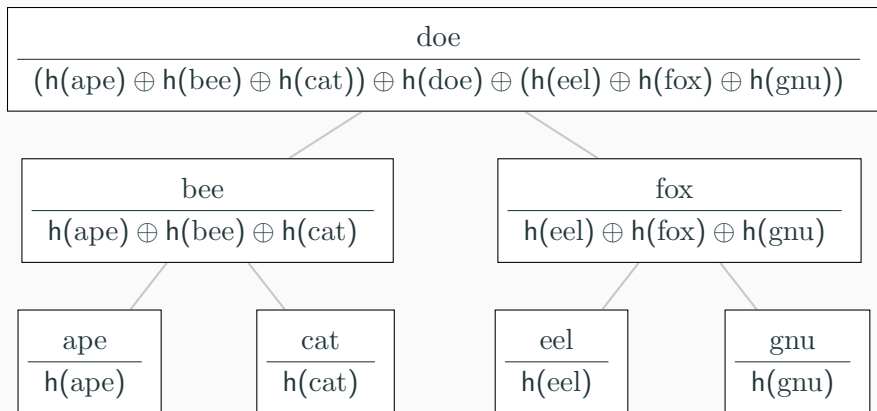 doe
(h(ape) ⊕ h(bee) ⊕ h(cat)) ⊕ h(doe) ⊕ (h(eel) ⊕ h(fox) ⊕ h(gnu))
bee
h(ape) ⊕ h(bee) ⊕ h(cat)
fox
h(eel) ⊕ h(fox) ⊕ h(gnu)
ape
h(ape)
cat
h(cat)
eel
h(eel)
gnu
h(gnu)